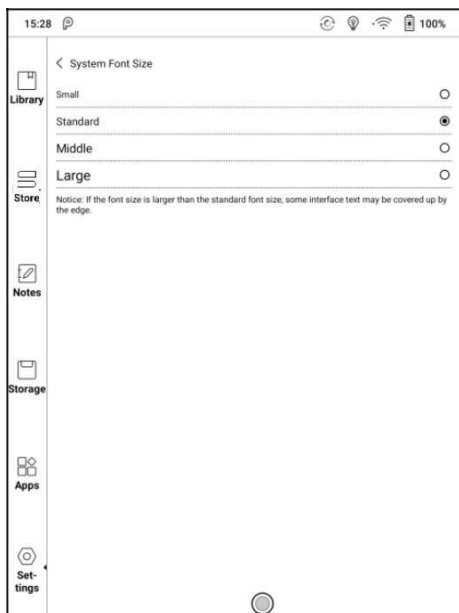 15:28
100%
System Font Size
Small
Standard
Middle
Large
Notice: If the font size is larger than the standard font size, some interface text may be covered up by
the edge.
Library
Store
Notes
Storage
Apps
Set-
tings